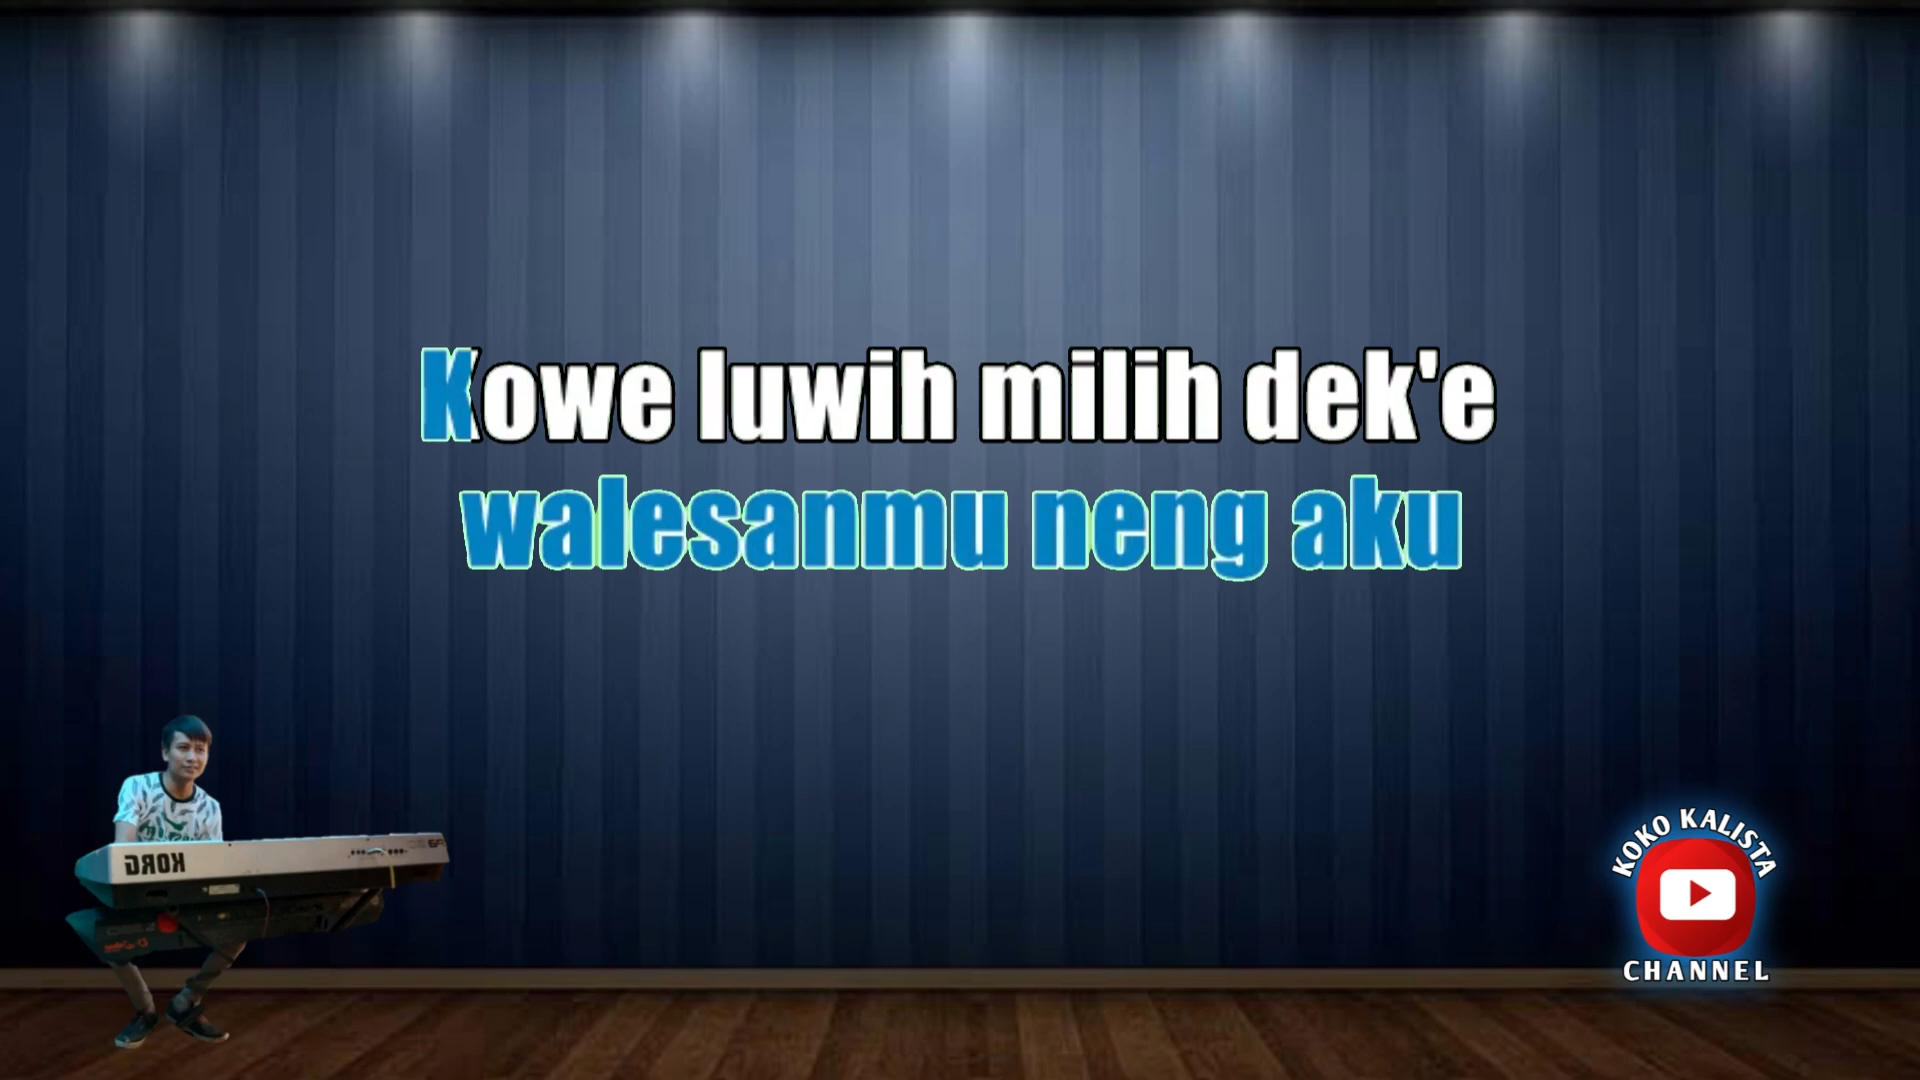 Kowe luwih milih dek'e
walesanmu neng aku
KORG
KOKO KALISTA
CHANNEL